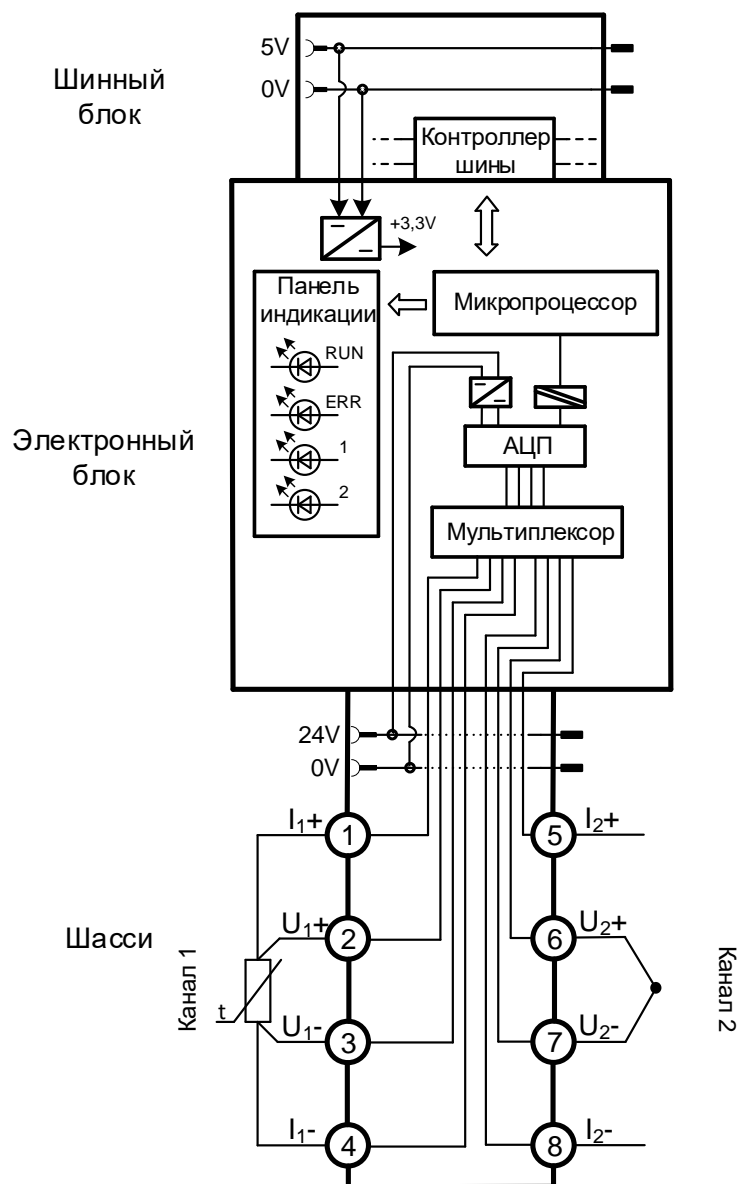 5V
0V
Шинный
блок
Контроллер
шины
+3,3V
Панель
индикации
Микропроцессор
RUN
ERR
1
2
Электронный
блок
АЦП
Мультиплексор
24V
0V
I₁+
1
5
I₂+
U₁+
2
6
U₂+
Шасси
Канал 1
Канал 2
t
U₁-
3
7
U₂-
I₁-
4
8
I₂-